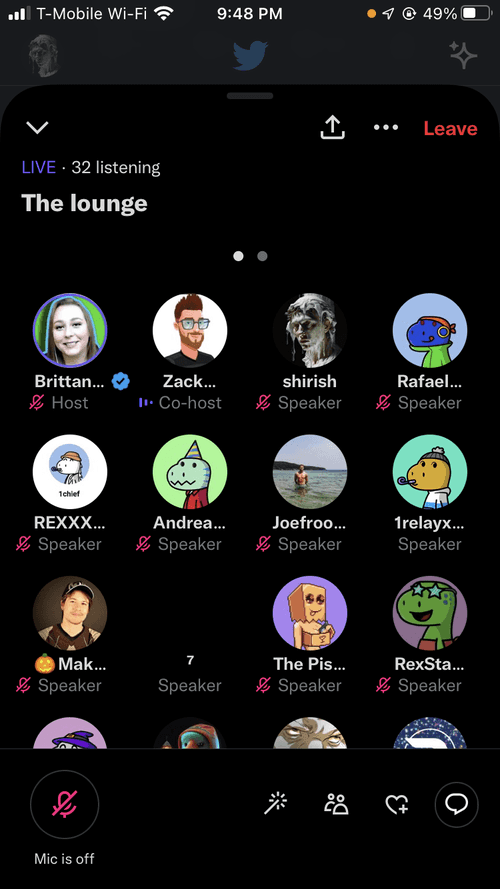 T-Mobile Wi-Fi 9:48 PM 49%
Leave
LIVE · 32 listening
The lounge
Brittan... Zack... shirish Rafael...
Host Co-host Speaker Speaker
1chief
REXXX... Andrea... Joefroo... 1relayx...
Speaker Speaker Speaker Speaker
🎃Mak... 7 The Pis... RexSta...
Speaker Speaker Speaker Speaker
Mic is off